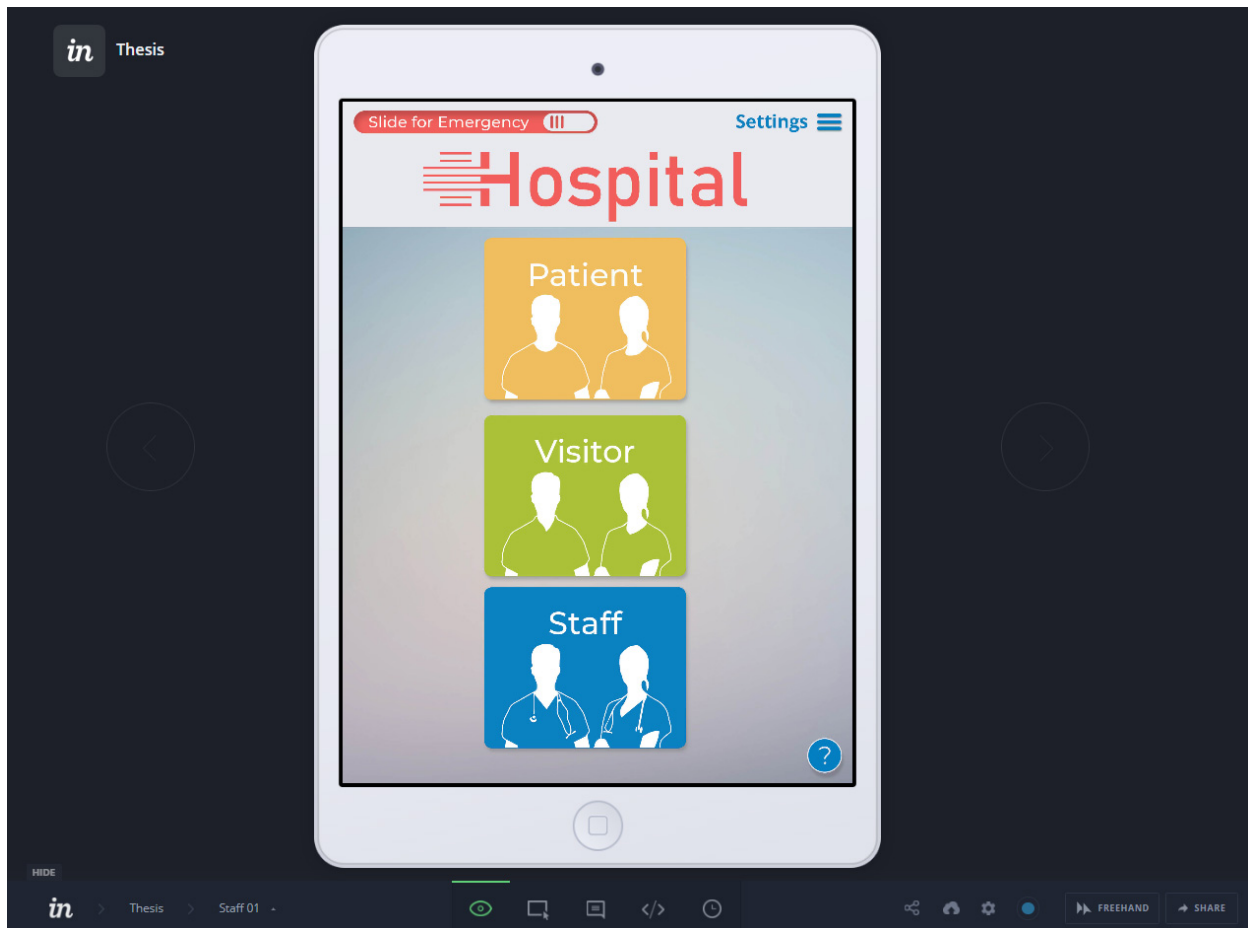 in Thesis
Slide for Emergency
Settings
Hospital
Patient
Visitor
Staff
?
HIDE
in > Thesis > Staff 01
</>
FREEHAND
SHARE